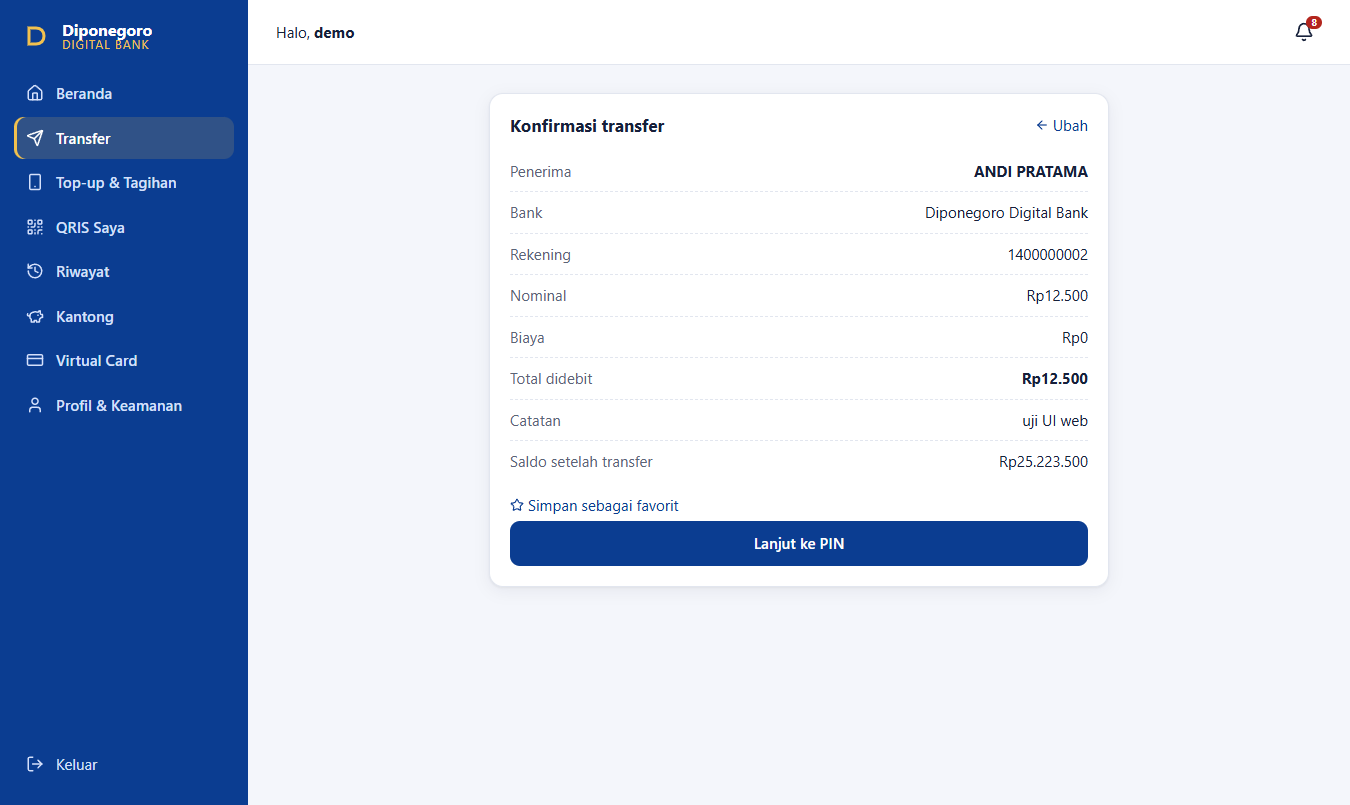 D
Diponegoro
DIGITAL BANK
Beranda
Transfer
Top-up & Tagihan
QRIS Saya
Riwayat
Kantong
Virtual Card
Profil & Keamanan
Keluar
Halo, demo
8
Konfirmasi transfer
← Ubah
Penerima ANDI PRATAMA
Bank Diponegoro Digital Bank
Rekening 1400000002
Nominal Rp12.500
Biaya Rp0
Total didebit Rp12.500
Catatan uji UI web
Saldo setelah transfer Rp25.223.500
Simpan sebagai favorit
Lanjut ke PIN